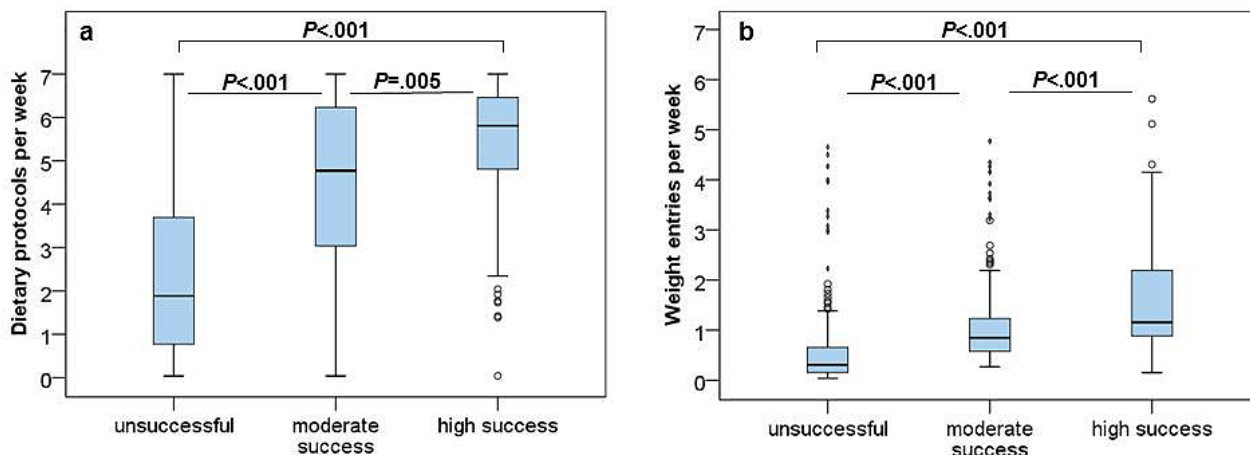 a
P<.001
P<.001
P=.005
Dietary protocols per week
7
6
5
4
3
2
1
0
unsuccessful
moderate
success
high success
b
P<.001
P<.001
P<.001
Weight entries per week
7
6
5
4
3
2
1
0
unsuccessful
moderate
success
high success